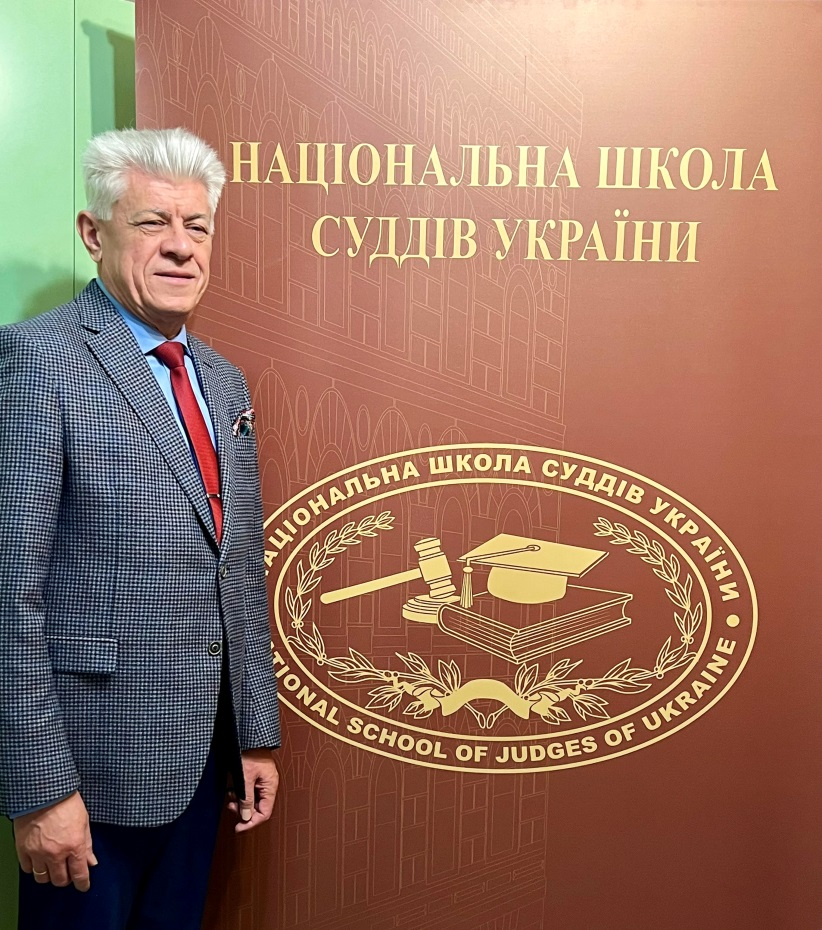 НАЦІОНАЛЬНА ШКОЛА
СУДДІВ УКРАЇНИ
НАЦІОНАЛЬНА ШКОЛА СУДДІВ УКРАЇНИ •
NATIONAL SCHOOL OF JUDGES OF UKRAINE